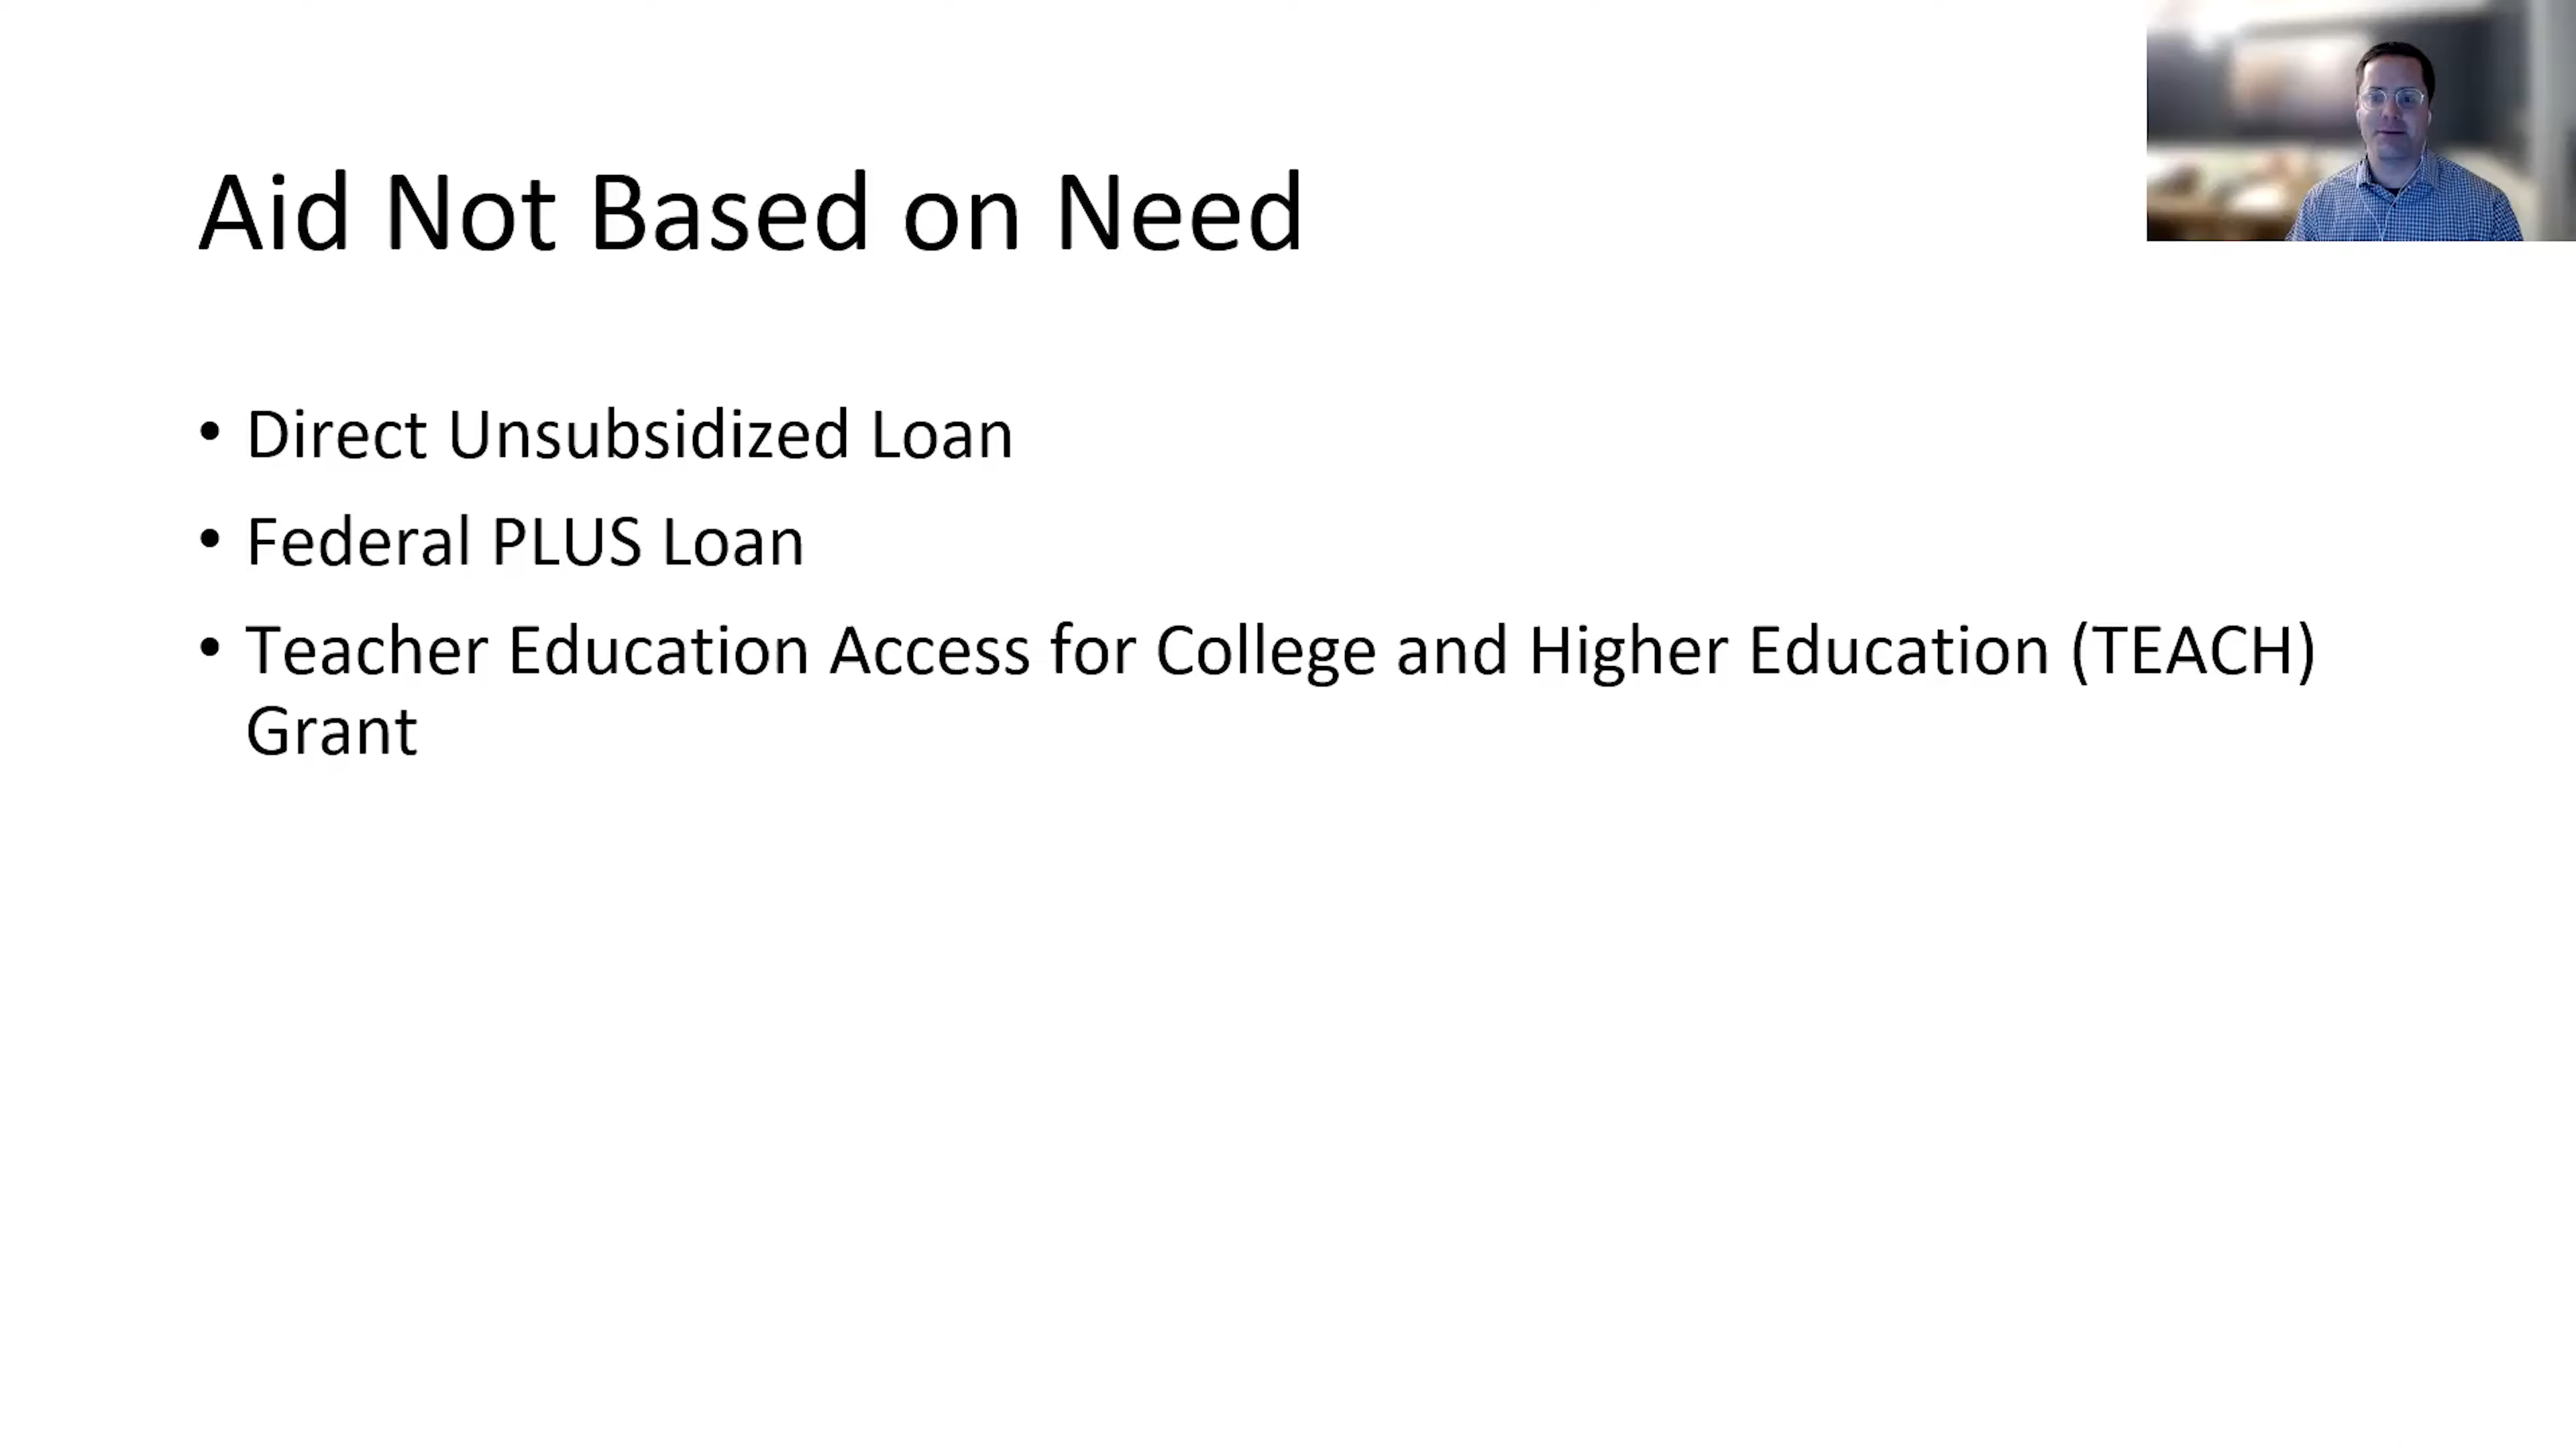 Aid Not Based on Need
• Direct Unsubsidized Loan
• Federal PLUS Loan
• Teacher Education Access for College and Higher Education (TEACH)
Grant